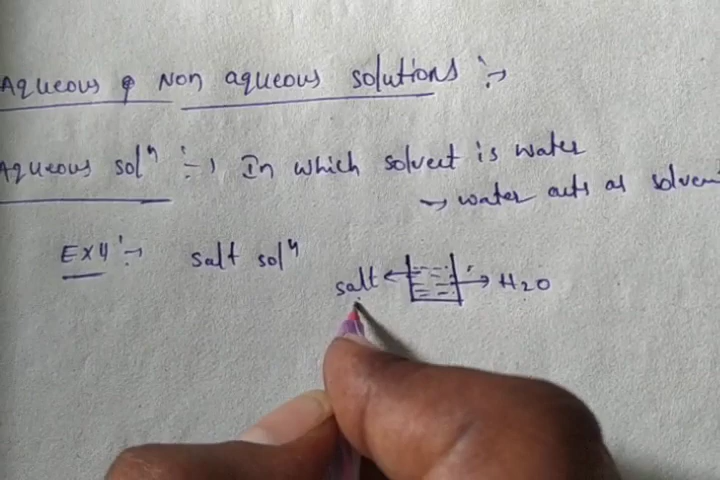 Aqueous & Non aqueous solutions :→
Aqueous solⁿ :→ In which solvent is water
→ water acts as solven
Exⁿ :→ salt solⁿ
salt ← → H2O